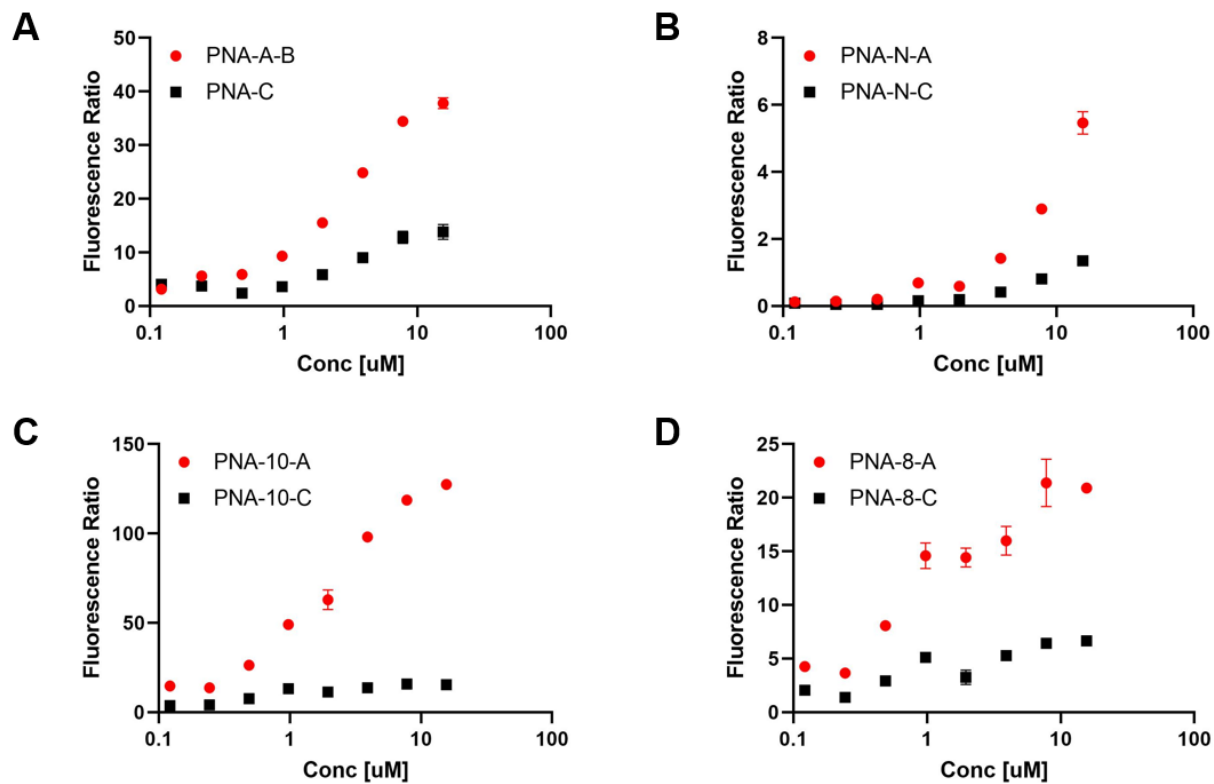 A
Fluorescence Ratio
50
40
30
20
10
0
PNA-A-B
PNA-C
0.1 1 10 100
Conc [uM]
B
Fluorescence Ratio
8
6
4
2
0
PNA-N-A
PNA-N-C
0.1 1 10 100
Conc [uM]
C
Fluorescence Ratio
150
100
50
0
PNA-10-A
PNA-10-C
0.1 1 10 100
Conc [uM]
D
Fluorescence Ratio
25
20
15
10
5
0
PNA-8-A
PNA-8-C
0.1 1 10 100
Conc [uM]